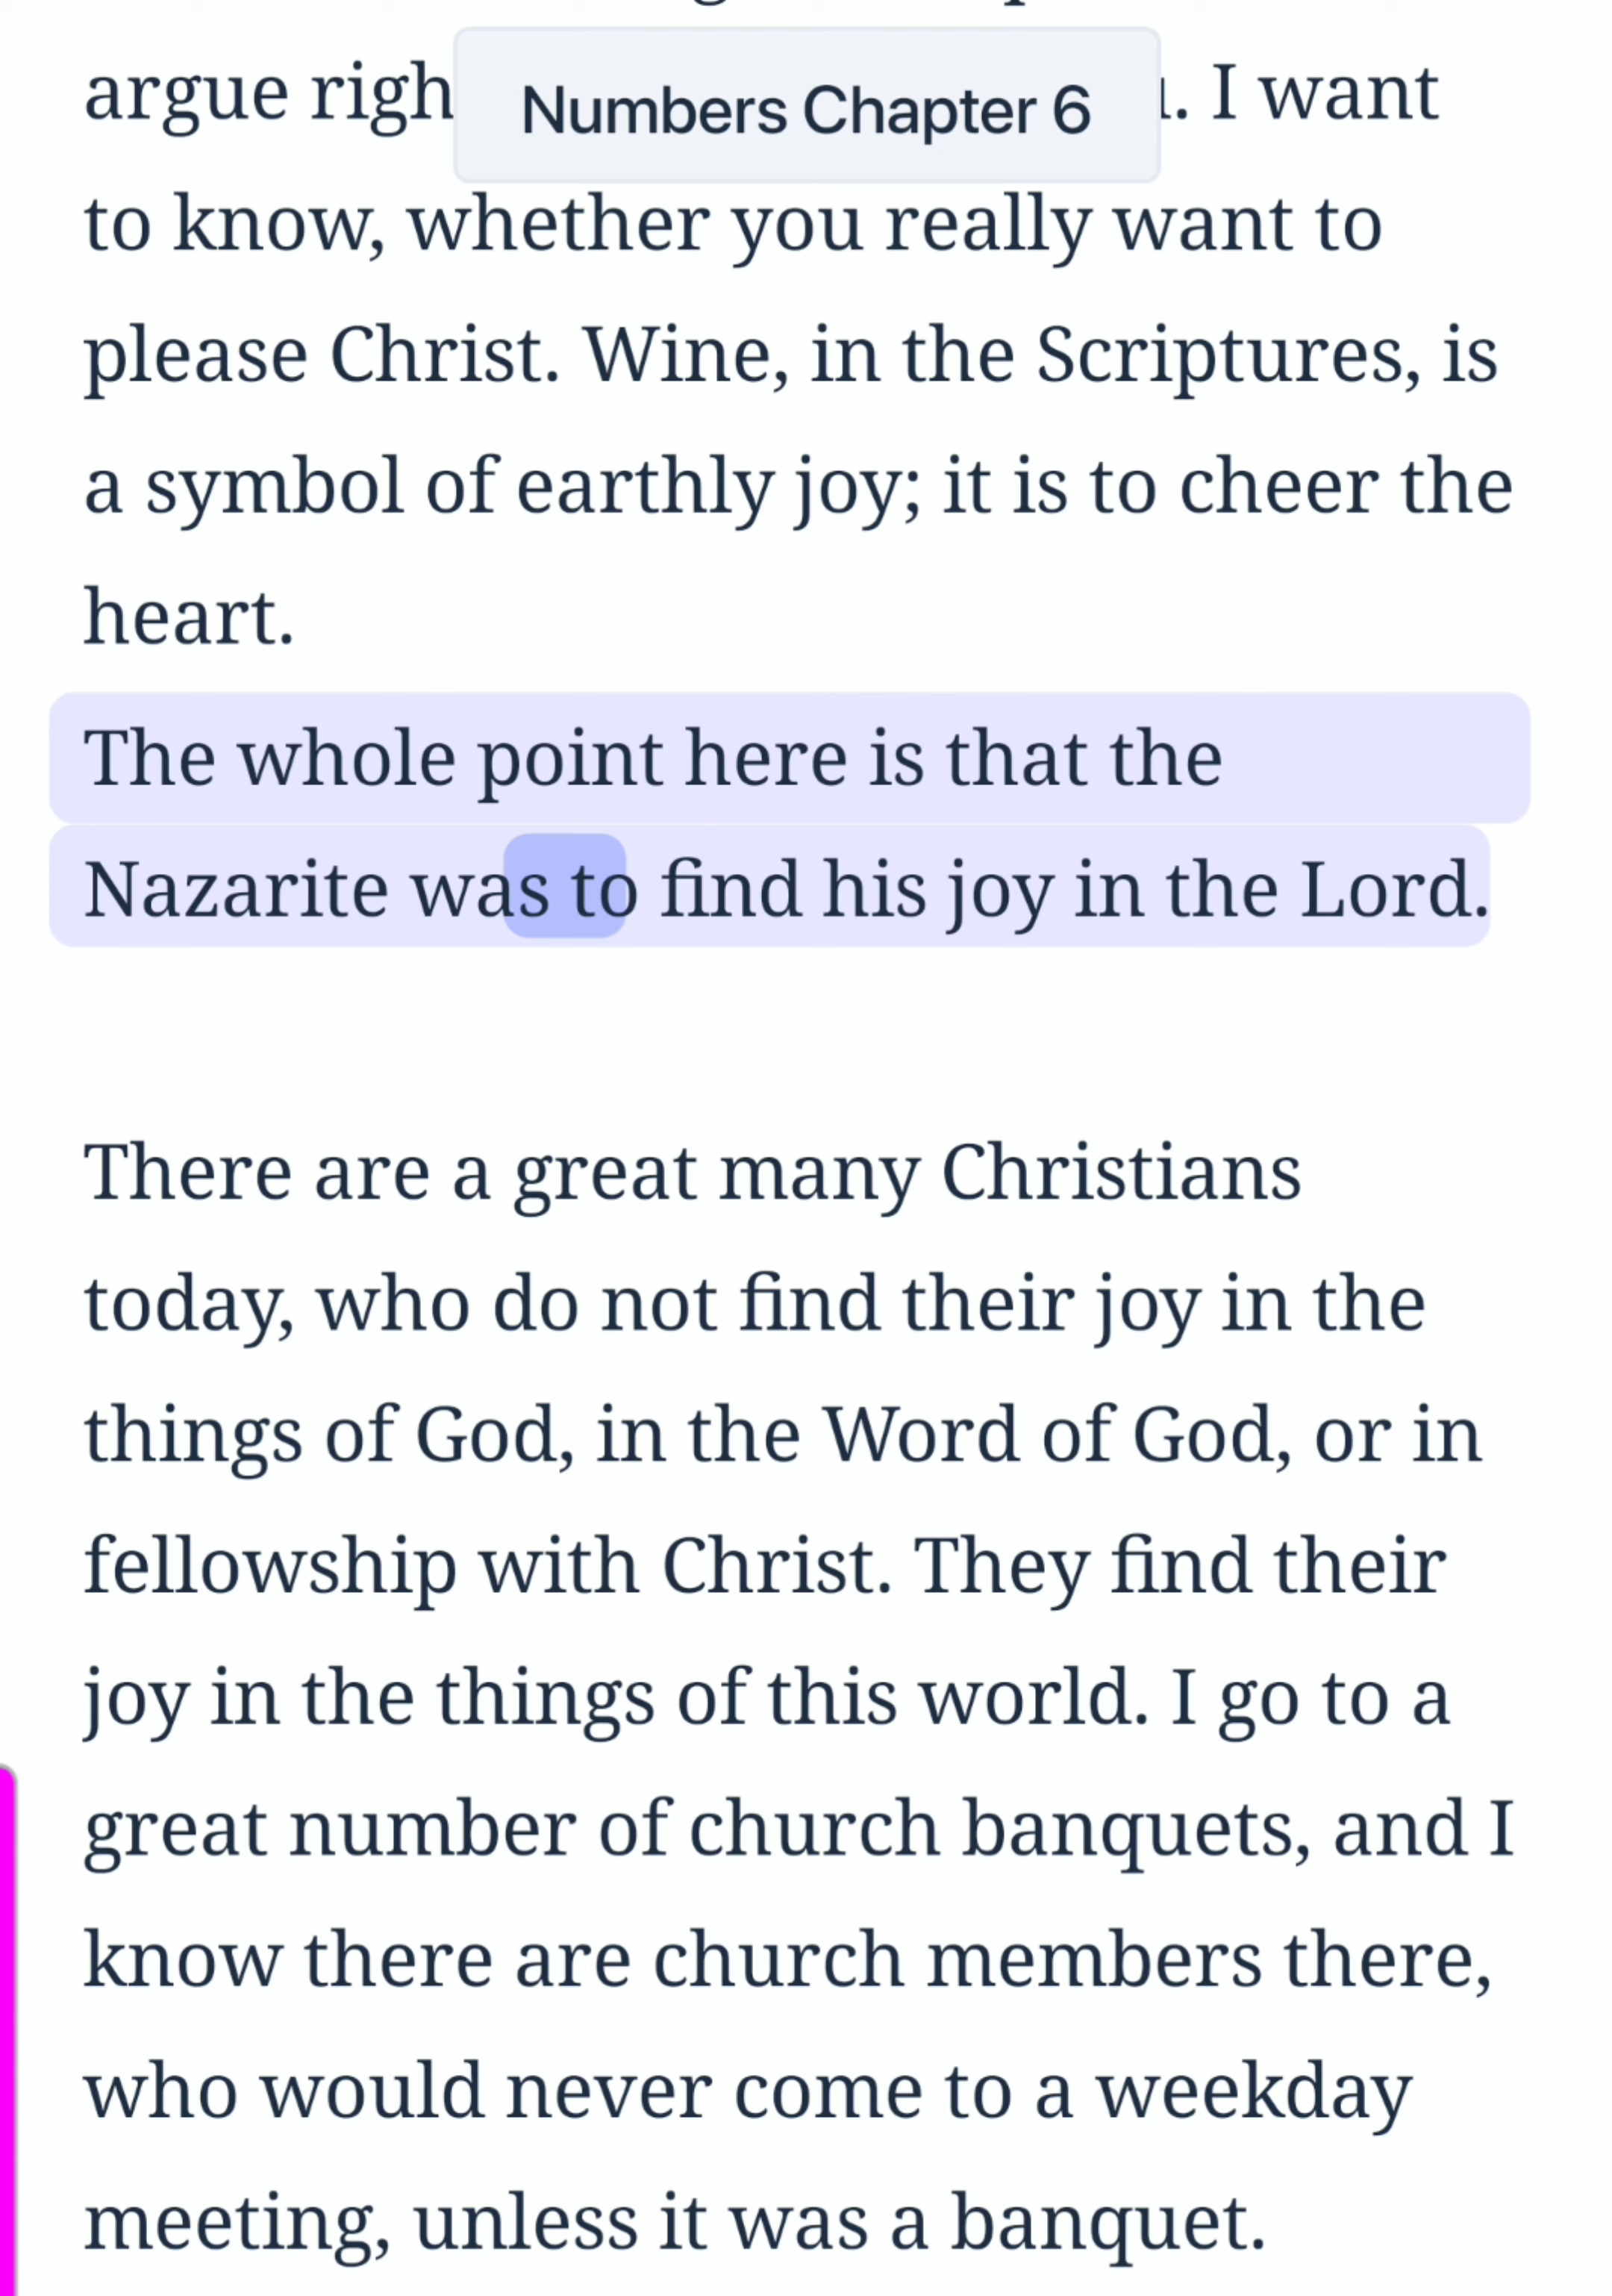 Numbers Chapter 6
argue I want
to know, whether you really want to
please Christ. Wine, in the Scriptures, is
a symbol of earthly joy; it is to cheer the
heart.
The whole point here is that the
Nazarite was to find his joy in the Lord.
There are a great many Christians
today, who do not find their joy in the
things of God, in the Word of God, or in
fellowship with Christ. They find their
joy in the things of this world. I go to a
great number of church banquets, and I
know there are church members there,
who would never come to a weekday
meeting, unless it was a banquet.